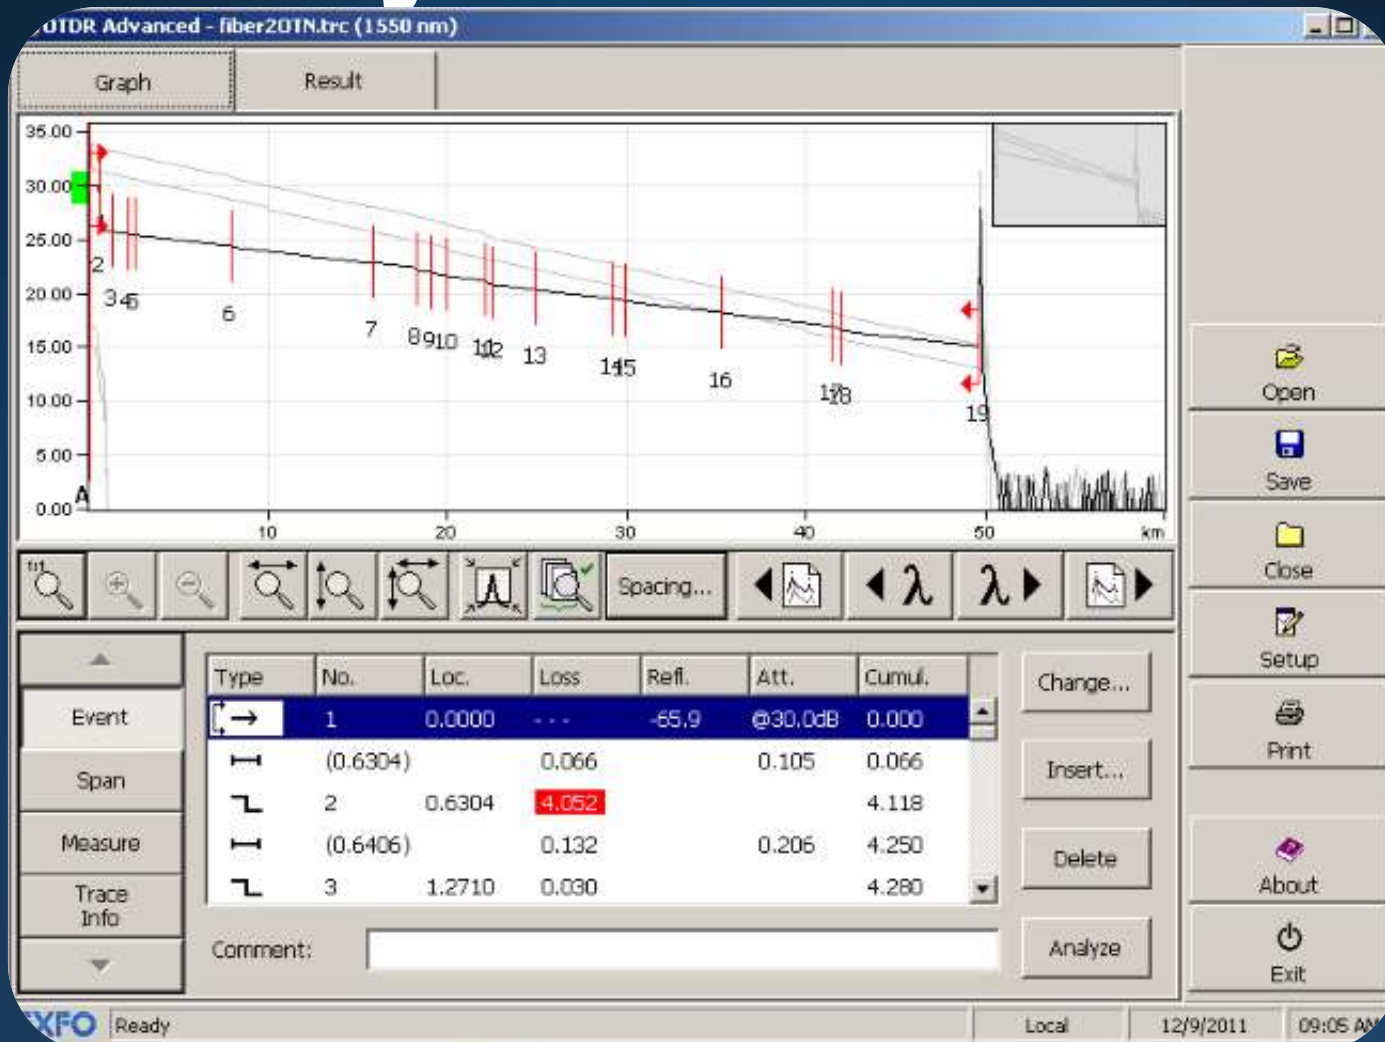 OTDR Advanced - fiber2OTN.trc (1550 nm)
Graph Result
35.00
30.00
25.00
20.00
15.00
10.00
5.00
0.00
A
2 3 4 5 6 7 8 9 10 11 12 13 14 15 16 17 18 19
10 20 30 40 50 km
Open
Save
Close
Setup
Print
About
Exit
Spacing... λ λ
Event
Span
Measure
Trace
Info
Type No. Loc. Loss Refl. Att. Cumul.
1 0.0000 --- -65.9 @30.0dB 0.000
(0.6304) 0.066 0.105 0.066
2 0.6304 4.052 4.118
(0.6406) 0.132 0.206 4.250
3 1.2710 0.030 4.280
Change...
Insert...
Delete
Analyze
Comment:
EXFO Ready Local 12/9/2011 09:05 AM